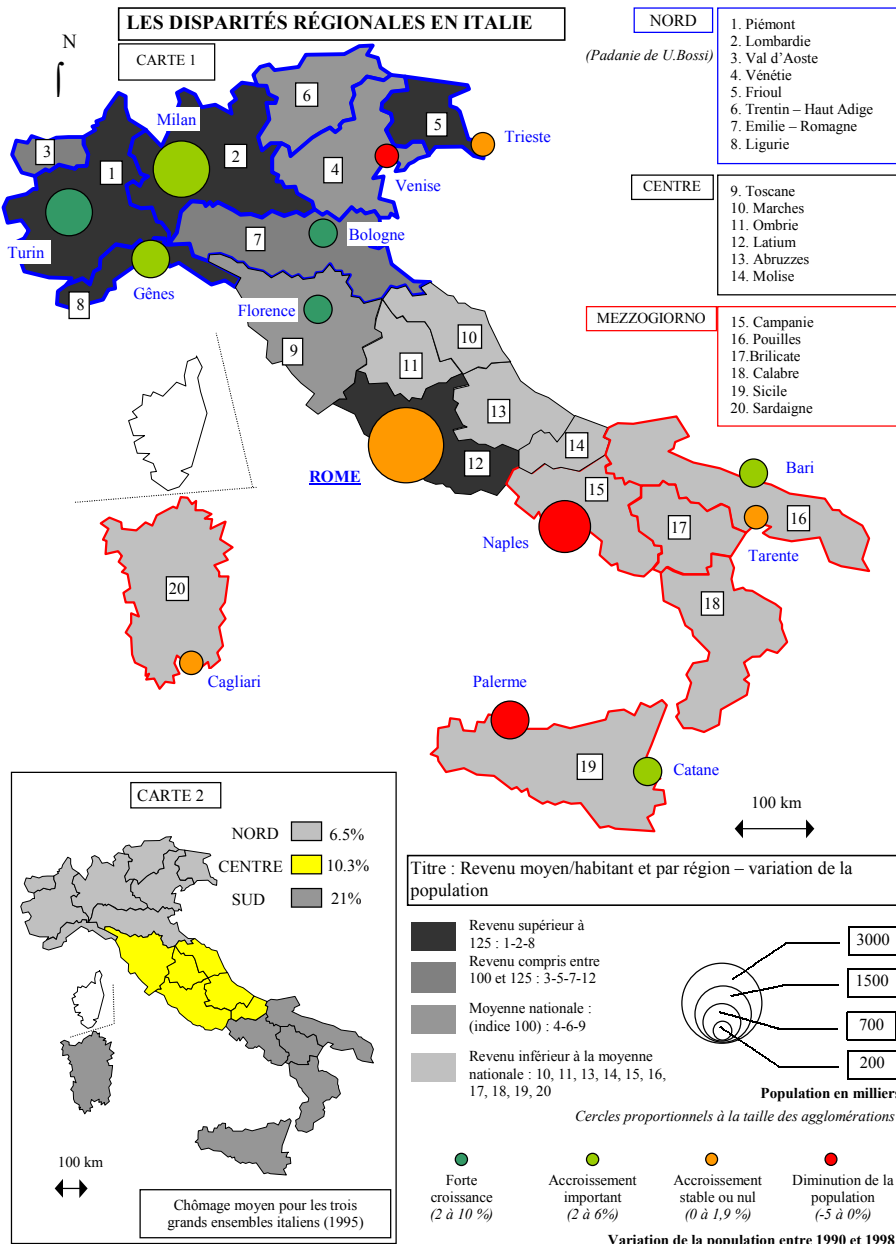 LES DISPARITÉS RÉGIONALES EN ITALIE
N
CARTE 1
NORD
(Padanie de U.Bossi)
1. Piémont
2. Lombardie
3. Val d’Aoste
4. Vénétie
5. Frioul
6. Trentin – Haut Adige
7. Emilie – Romagne
8. Ligurie
CENTRE
9. Toscane
10. Marches
11. Ombrie
12. Latium
13. Abruzzes
14. Molise
MEZZOGIORNO
15. Campanie
16. Pouilles
17.Brilicate
18. Calabre
19. Sicile
20. Sardaigne
6
Milan
5
Trieste
3
1
2
4
Venise
Turin
7
Bologne
Gênes
8
Florence
9
10
11
13
12
14
ROME
15
Bari
Naples
17
16
Tarente
20
18
Cagliari
Palerme
19
Catane
100 km
CARTE 2
NORD 6.5%
CENTRE 10.3%
SUD 21%
100 km
Chômage moyen pour les trois
grands ensembles italiens (1995)
Titre : Revenu moyen/habitant et par région – variation de la
population
Revenu supérieur à
125 : 1-2-8
Revenu compris entre
100 et 125 : 3-5-7-12
Moyenne nationale :
(indice 100) : 4-6-9
Revenu inférieur à la moyenne
nationale : 10, 11, 13, 14, 15, 16,
17, 18, 19, 20
3000
1500
700
200
Population en milliers
Cercles proportionnels à la taille des agglomérations
Forte
croissance
(2 à 10 %)
Accroissement
important
(2 à 6%)
Accroissement
stable ou nul
(0 à 1,9 %)
Diminution de la
population
(-5 à 0%)
Variation de la population entre 1990 et 1998